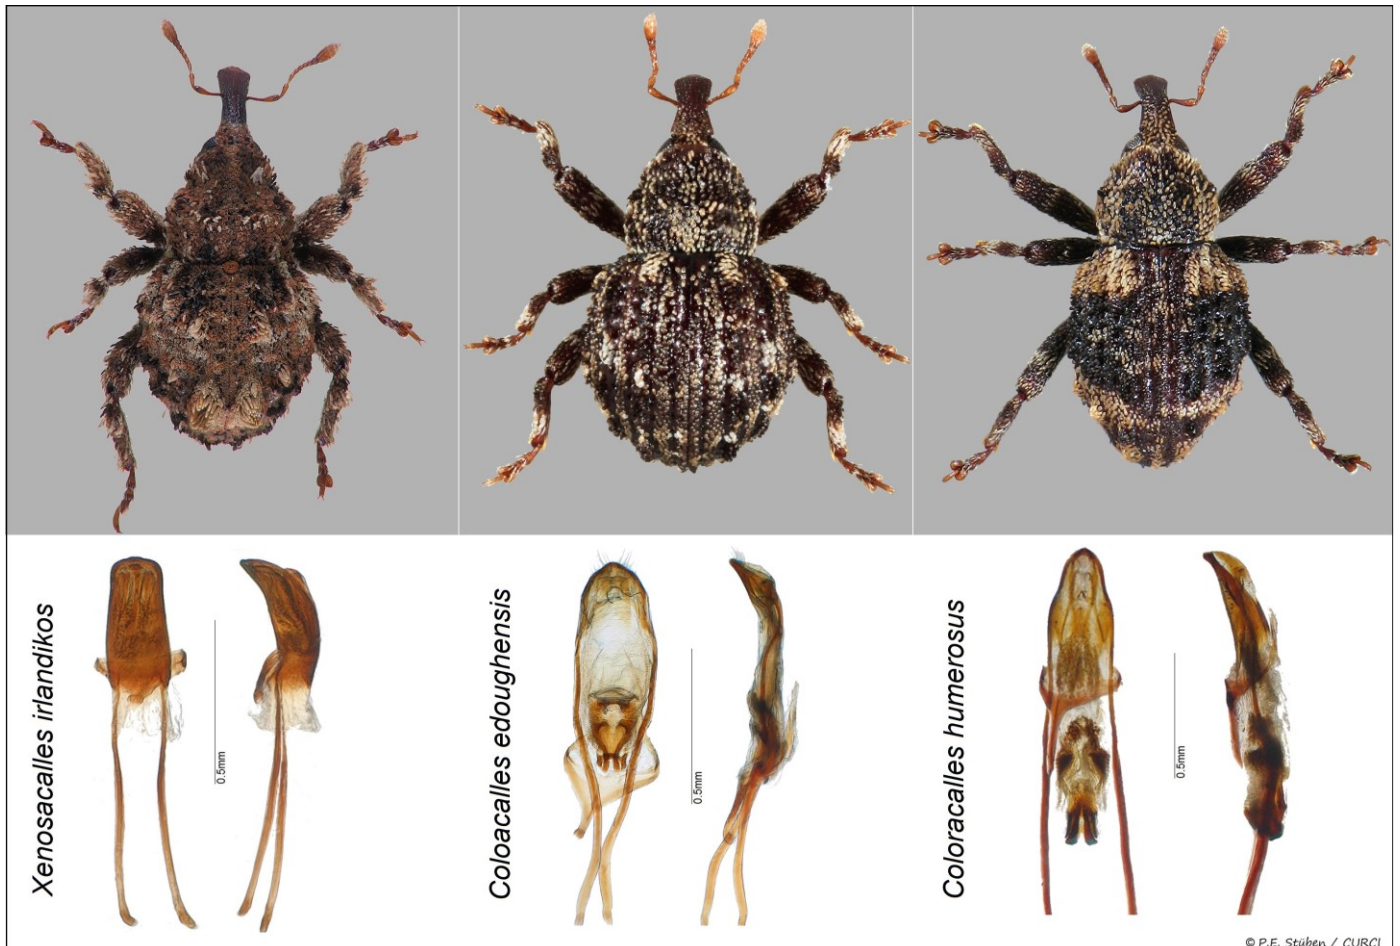 Xenosacalles irlandikos
0.5mm
Coloacalles edoughensis
0.5mm
Coloracalles humerosus
0.5mm
© P.E. Stüben / CURCI